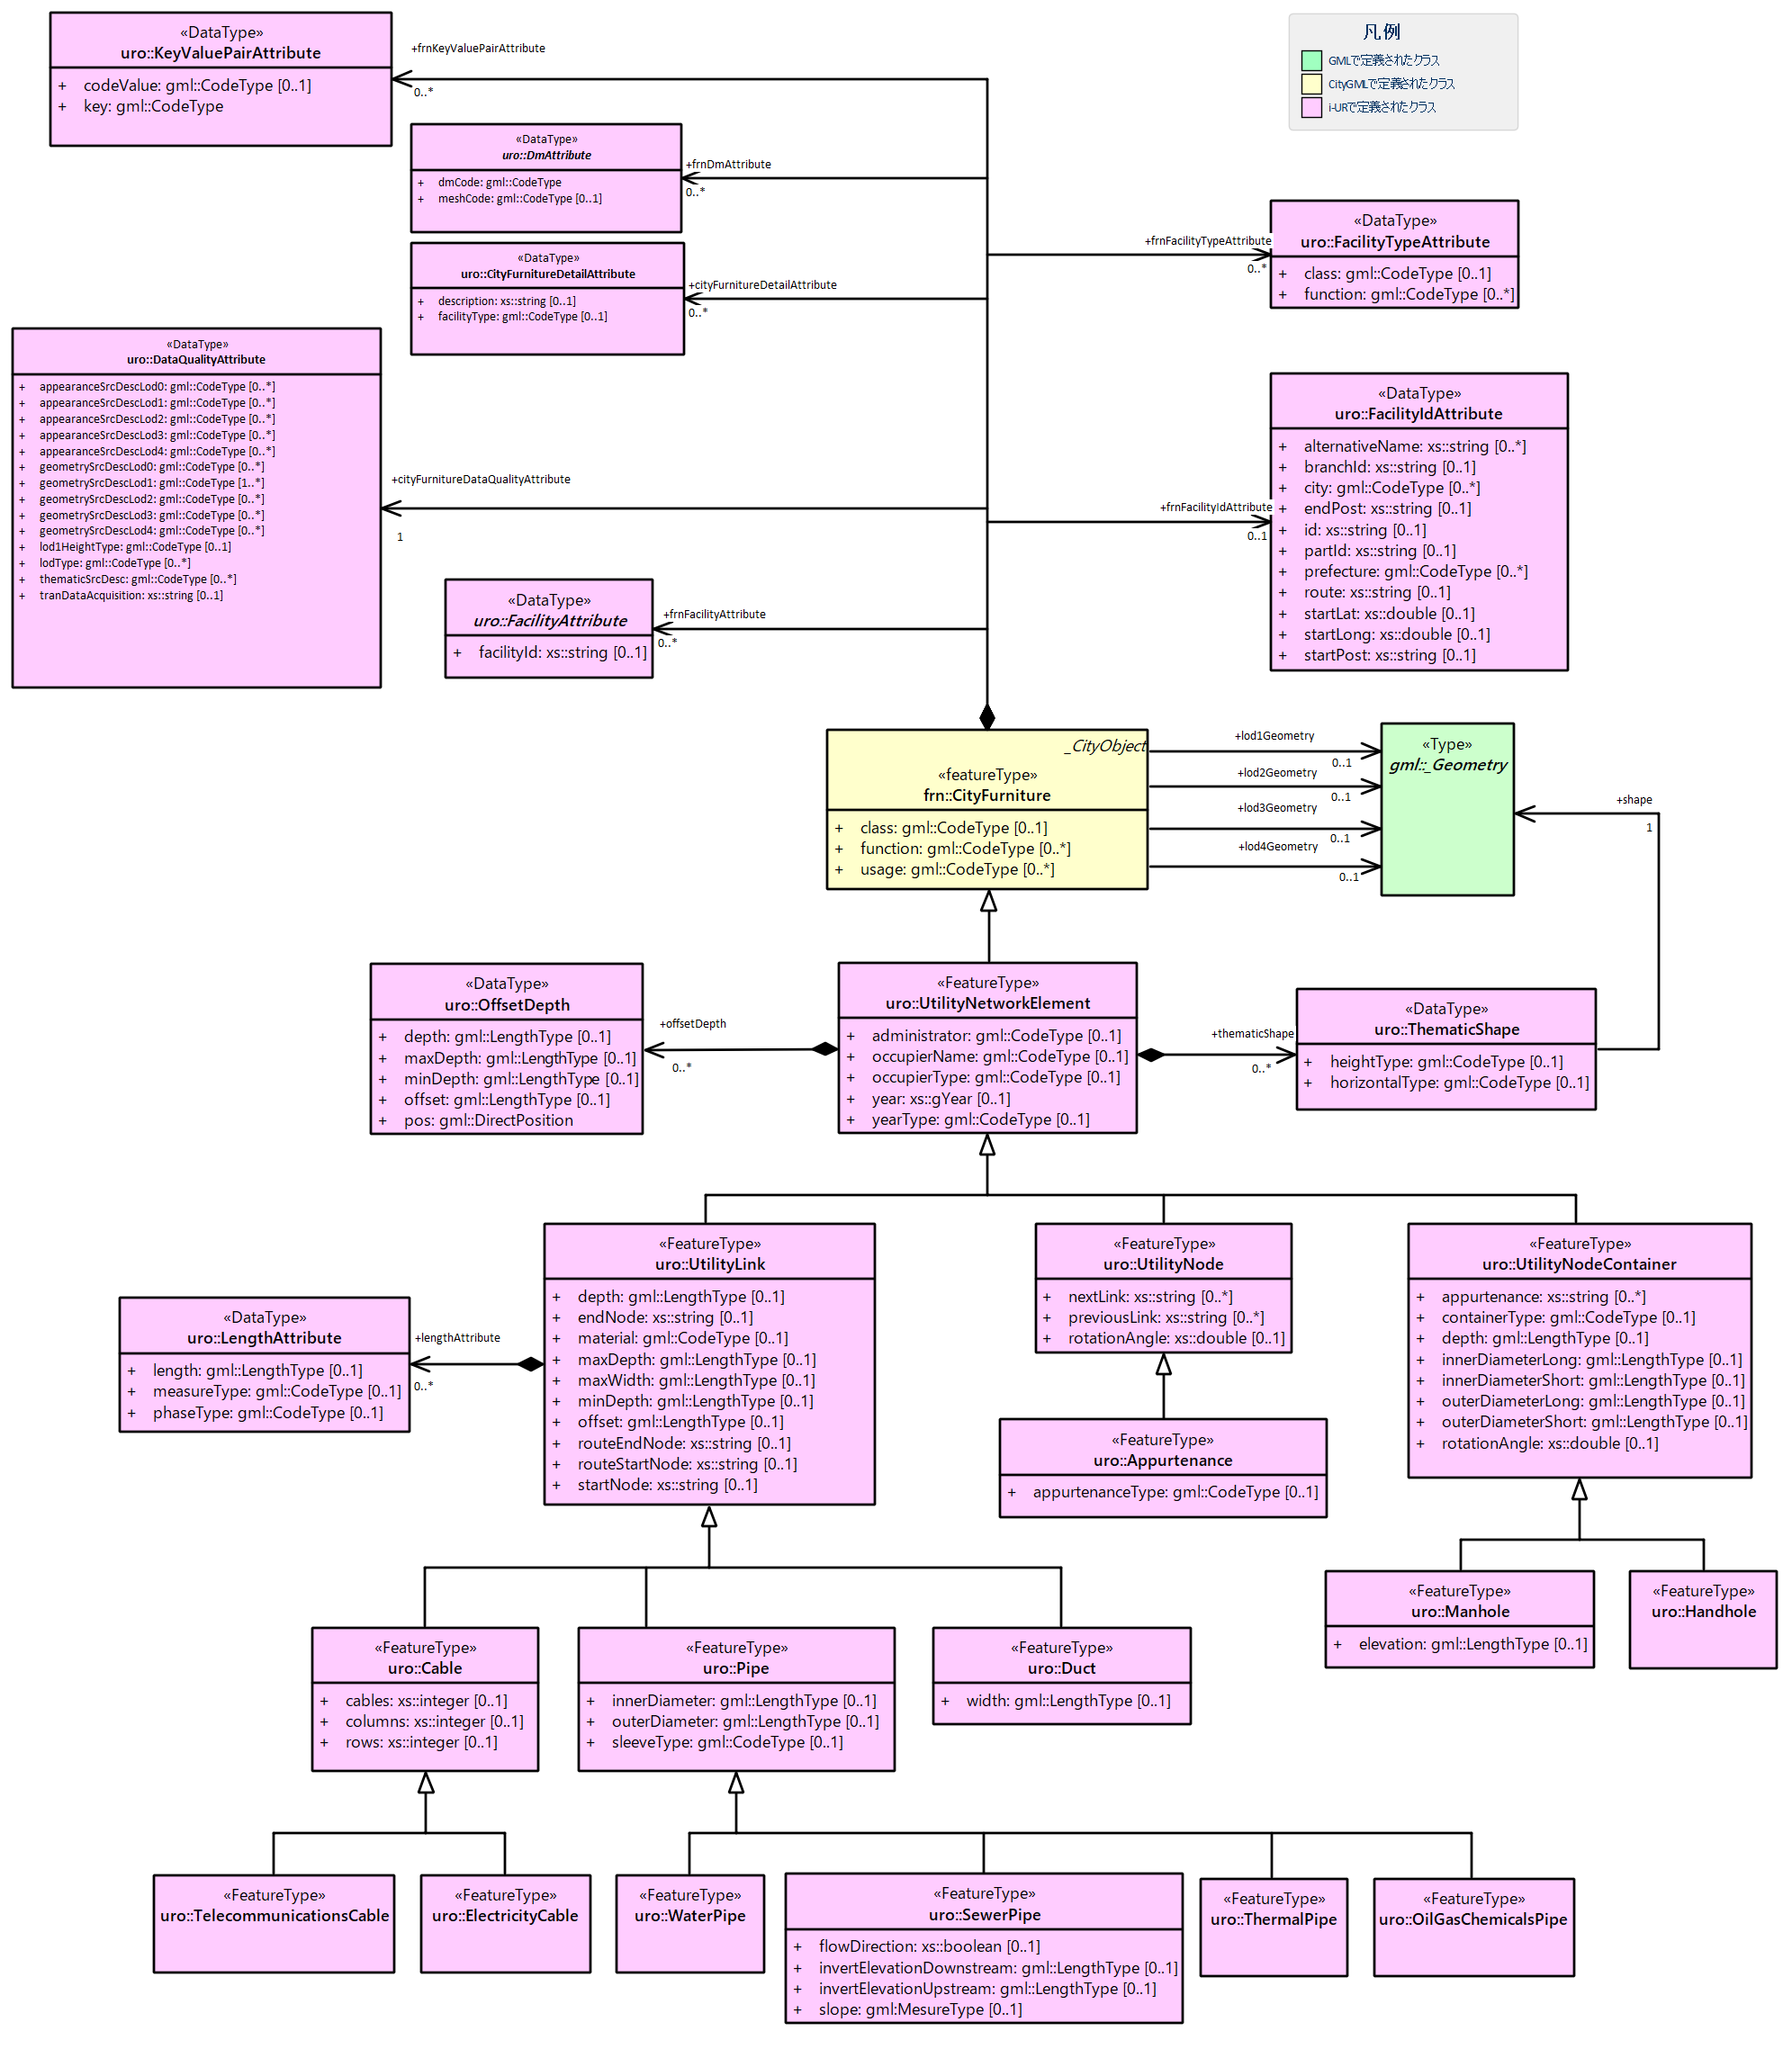 «DataType»
uro::KeyValuePairAttribute
+ codeValue: gml::CodeType [0..1]
+ key: gml::CodeType
+frnKeyValuePairAttribute
0..*
凡例
GMLで定義されたクラス
CityGMLで定義されたクラス
i-URで定義されたクラス
«DataType»
uro::DmAttribute
+ dmCode: gml::CodeType
+ meshCode: gml::CodeType [0..1]
+frnDmAttribute
0..*
«DataType»
uro::FacilityTypeAttribute
+ class: gml::CodeType [0..1]
+ function: gml::CodeType [0..*]
+frnFacilityTypeAttribute
0..*
«DataType»
uro::CityFurnitureDetailAttribute
+ description: xs::string [0..1]
+ facilityType: gml::CodeType [0..1]
+cityFurnitureDetailAttribute
0..*
«DataType»
uro::DataQualityAttribute
+ appearanceSrcDescLod0: gml::CodeType [0..*]
+ appearanceSrcDescLod1: gml::CodeType [0..*]
+ appearanceSrcDescLod2: gml::CodeType [0..*]
+ appearanceSrcDescLod3: gml::CodeType [0..*]
+ appearanceSrcDescLod4: gml::CodeType [0..*]
+ geometrySrcDescLod0: gml::CodeType [0..*]
+ geometrySrcDescLod1: gml::CodeType [1..*]
+ geometrySrcDescLod2: gml::CodeType [0..*]
+ geometrySrcDescLod3: gml::CodeType [0..*]
+ geometrySrcDescLod4: gml::CodeType [0..*]
+ lod1HeightType: gml::CodeType [0..1]
+ lodType: gml::CodeType [0..*]
+ thematicSrcDesc: gml::CodeType [0..*]
+ tranDataAcquisition: xs::string [0..1]
+cityFurnitureDataQualityAttribute
1
«DataType»
uro::FacilityIdAttribute
+ alternativeName: xs::string [0..*]
+ branchId: xs::string [0..1]
+ city: gml::CodeType [0..*]
+ endPost: xs::string [0..1]
+ id: xs::string [0..1]
+ partId: xs::string [0..1]
+ prefecture: gml::CodeType [0..*]
+ route: xs::string [0..1]
+ startLat: xs::double [0..1]
+ startLong: xs::double [0..1]
+ startPost: xs::string [0..1]
+frnFacilityIdAttribute
0..1
«DataType»
uro::FacilityAttribute
+ facilityId: xs::string [0..1]
+frnFacilityAttribute
0..*
_CityObject
«featureType»
frn::CityFurniture
+ class: gml::CodeType [0..1]
+ function: gml::CodeType [0..*]
+ usage: gml::CodeType [0..*]
+lod1Geometry
0..1
+lod2Geometry
0..1
+lod3Geometry
0..1
+lod4Geometry
0..1
«Type»
gml::_Geometry
+shape
1
«DataType»
uro::OffsetDepth
+ depth: gml::LengthType [0..1]
+ maxDepth: gml::LengthType [0..1]
+ minDepth: gml::LengthType [0..1]
+ offset: gml::LengthType [0..1]
+ pos: gml::DirectPosition
+offsetDepth
0..*
«FeatureType»
uro::UtilityNetworkElement
+ administrator: gml::CodeType [0..1]
+ occupierName: gml::CodeType [0..1]
+ occupierType: gml::CodeType [0..1]
+ year: xs::gYear [0..1]
+ yearType: gml::CodeType [0..1]
+thematicShape
0..*
«DataType»
uro::ThematicShape
+ heightType: gml::CodeType [0..1]
+ horizontalType: gml::CodeType [0..1]
«DataType»
uro::LengthAttribute
+ length: gml::LengthType [0..1]
+ measureType: gml::CodeType [0..1]
+ phaseType: gml::CodeType [0..1]
+lengthAttribute
0..*
«FeatureType»
uro::UtilityLink
+ depth: gml::LengthType [0..1]
+ endNode: xs::string [0..1]
+ material: gml::CodeType [0..1]
+ maxDepth: gml::LengthType [0..1]
+ maxWidth: gml::LengthType [0..1]
+ minDepth: gml::LengthType [0..1]
+ offset: gml::LengthType [0..1]
+ routeEndNode: xs::string [0..1]
+ routeStartNode: xs::string [0..1]
+ startNode: xs::string [0..1]
«FeatureType»
uro::UtilityNode
+ nextLink: xs::string [0..*]
+ previousLink: xs::string [0..*]
+ rotationAngle: xs::double [0..1]
«FeatureType»
uro::UtilityNodeContainer
+ appurtenance: xs::string [0..*]
+ containerType: gml::CodeType [0..1]
+ depth: gml::LengthType [0..1]
+ innerDiameterLong: gml::LengthType [0..1]
+ innerDiameterShort: gml::LengthType [0..1]
+ outerDiameterLong: gml::LengthType [0..1]
+ outerDiameterShort: gml::LengthType [0..1]
+ rotationAngle: xs::double [0..1]
«FeatureType»
uro::Appurtenance
+ appurtenanceType: gml::CodeType [0..1]
«FeatureType»
uro::Manhole
+ elevation: gml::LengthType [0..1]
«FeatureType»
uro::Handhole
«FeatureType»
uro::Cable
+ cables: xs::integer [0..1]
+ columns: xs::integer [0..1]
+ rows: xs::integer [0..1]
«FeatureType»
uro::Pipe
+ innerDiameter: gml::LengthType [0..1]
+ outerDiameter: gml::LengthType [0..1]
+ sleeveType: gml::CodeType [0..1]
«FeatureType»
uro::Duct
+ width: gml::LengthType [0..1]
«FeatureType»
uro::TelecommunicationsCable
«FeatureType»
uro::ElectricityCable
«FeatureType»
uro::WaterPipe
«FeatureType»
uro::SewerPipe
+ flowDirection: xs::boolean [0..1]
+ invertElevationDownstream: gml::LengthType [0..1]
+ invertElevationUpstream: gml::LengthType [0..1]
+ slope: gml:MesureType [0..1]
«FeatureType»
uro::ThermalPipe
«FeatureType»
uro::OilGasChemicalsPipe